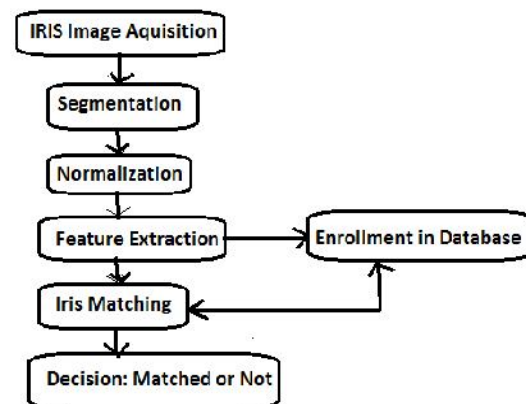 IRIS Image Aquisition
Segmentation
Normalization
Feature Extraction
Enrollment in Database
Iris Matching
Decision: Matched or Not